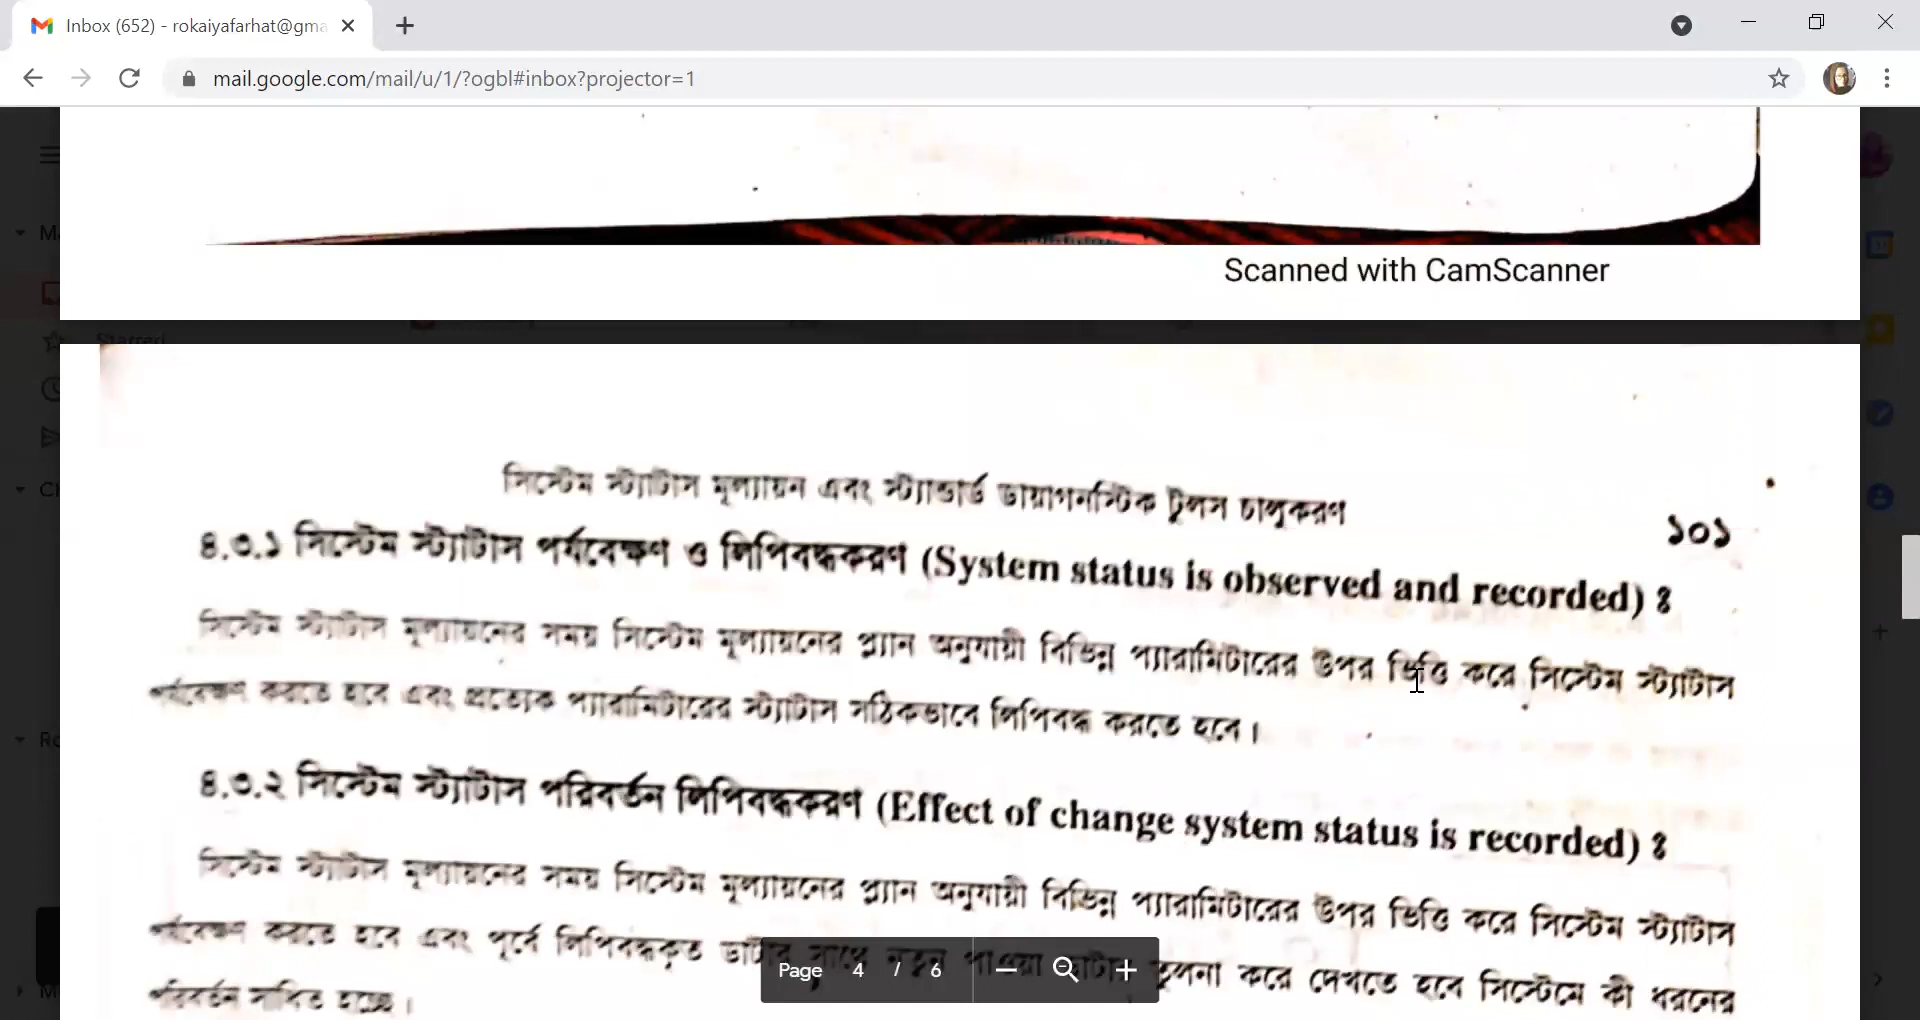 Inbox (652) - rokaiyafarhat@gma
mail.google.com/mail/u/1/?ogbl#inbox?projector=1
Scanned with CamScanner
Starred
সিস্টেম স্ট্যাটাস মূল্যায়ন এবং স্ট্যান্ডার্ড ডায়াগনস্টিক টুলস চালুকরণ
১০১
৪.৩.১ সিস্টেম স্ট্যাটাস পর্যবেক্ষণ ও লিপিবদ্ধকরণ (System status is observed and recorded) ঃ
সিস্টেম স্ট্যাটাস মূল্যায়নের সময় সিস্টেম মূল্যায়নের প্ল্যান অনুযায়ী বিভিন্ন প্যারামিটারের উপর ভিত্তি করে সিস্টেম স্ট্যাটাস
পর্যবেক্ষণ করতে হবে এবং প্রত্যেক প্যারামিটারের স্ট্যাটাস সঠিকভাবে লিপিবদ্ধ করতে হবে।
৪.৩.২ সিস্টেম স্ট্যাটাস পরিবর্তন লিপিবদ্ধকরণ (Effect of change system status is recorded) ঃ
সিস্টেম স্ট্যাটাস মূল্যায়নের সময় সিস্টেম মূল্যায়নের প্ল্যান অনুযায়ী বিভিন্ন প্যারামিটারের উপর ভিত্তি করে সিস্টেম স্ট্যাটাস
পর্যবেক্ষণ করতে হবে এবং পূর্বে লিপিবদ্ধকৃত ডাটার সাথে নতুন পাওয়া ডাটার তুলনা করে দেখতে হবে সিস্টেমে কী ধরনের
পরিবর্তন সাধিত হচ্ছে।
Page 4 / 6